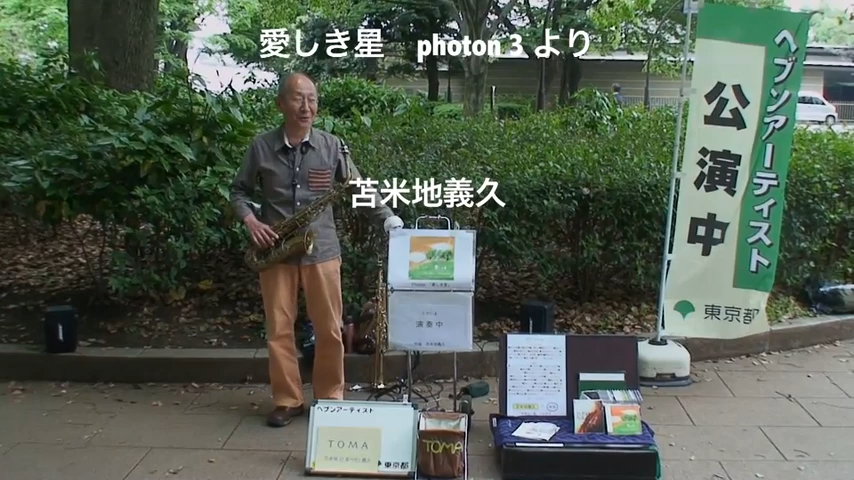 愛しき星　photon 3 より
苫米地義久
ヘブンアーティスト
公演中
東京都
演奏中
ヘブンアーティスト
TOMA
東京都
TOMA